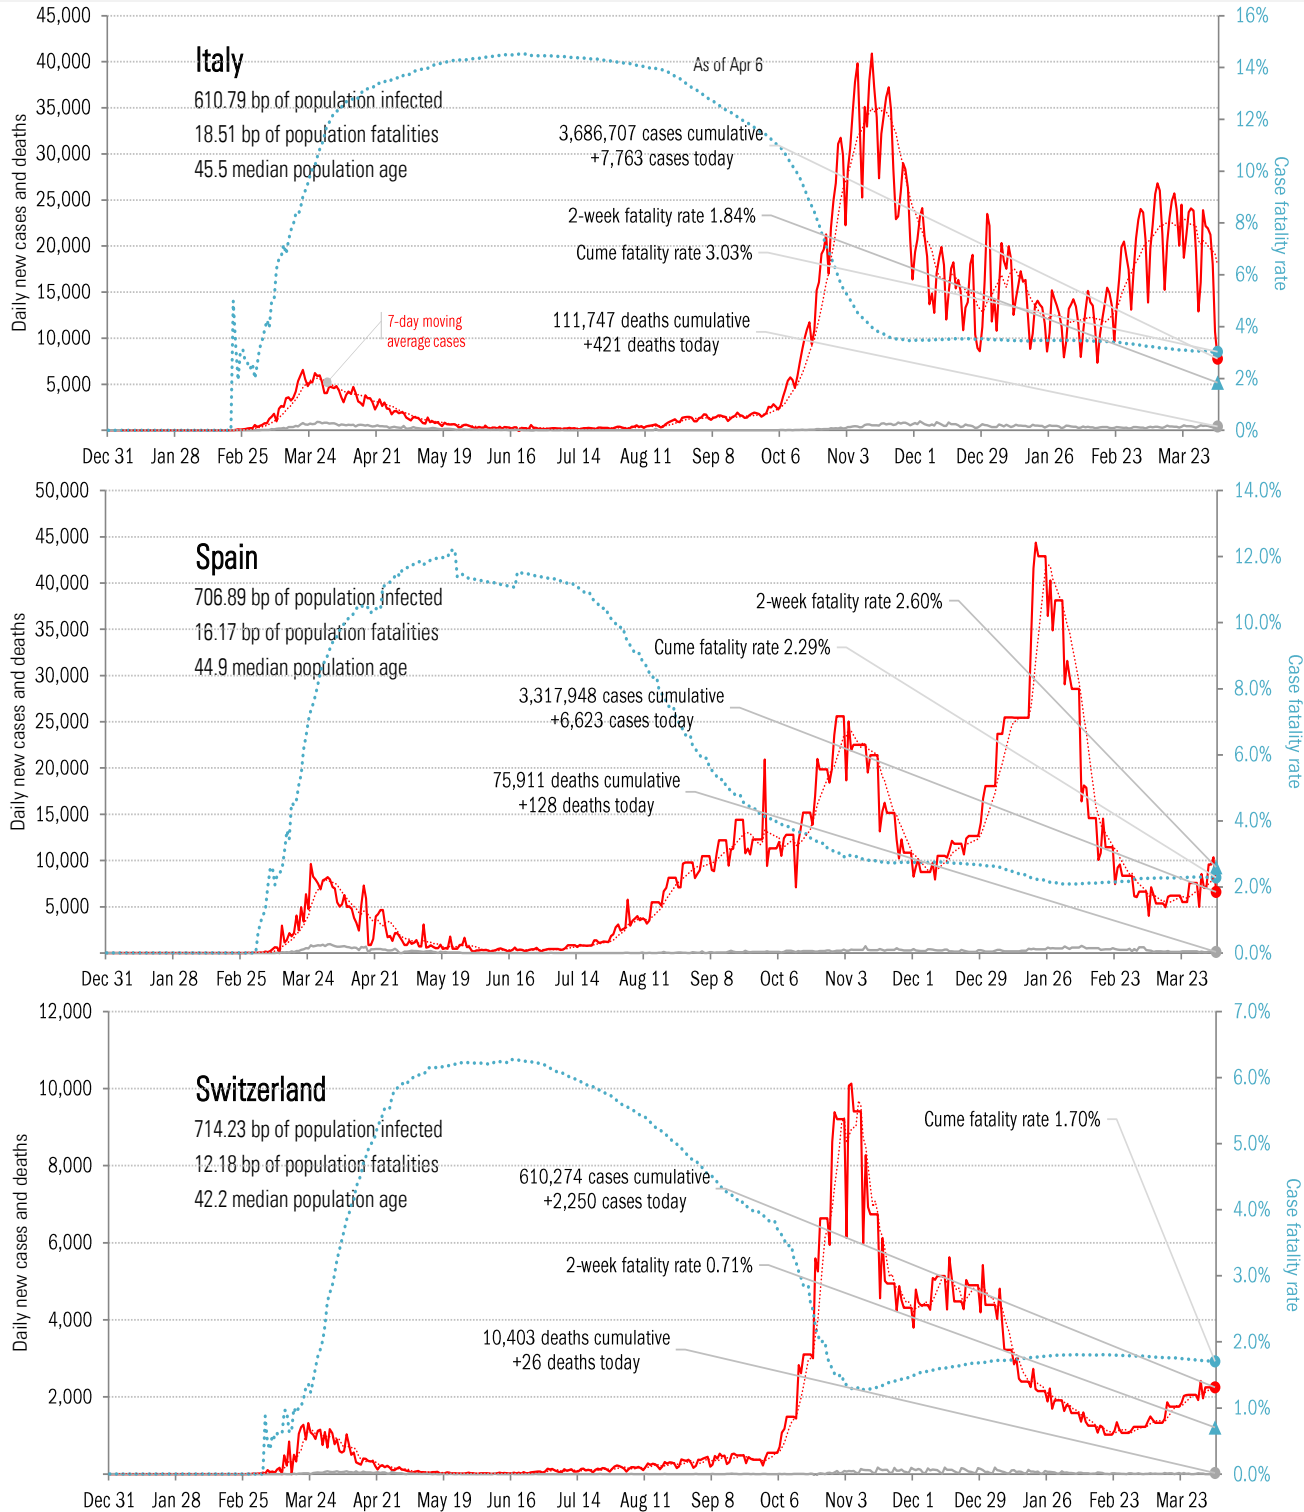 45,000
40,000
35,000
30,000
25,000
20,000
15,000
10,000
5,000
Daily new cases and deaths
Italy
610.79 bp of population infected
18.51 bp of population fatalities
45.5 median population age
As of Apr 6
3,686,707 cases cumulative
+7,763 cases today
2-week fatality rate 1.84%
Cume fatality rate 3.03%
111,747 deaths cumulative
+421 deaths today
7-day moving
average cases
16%
14%
12%
10%
8%
6%
4%
2%
0%
Case fatality rate
Dec 31 Jan 28 Feb 25 Mar 24 Apr 21 May 19 Jun 16 Jul 14 Aug 11 Sep 8 Oct 6 Nov 3 Dec 1 Dec 29 Jan 26 Feb 23 Mar 23
50,000
45,000
40,000
35,000
30,000
25,000
20,000
15,000
10,000
5,000
Daily new cases and deaths
Spain
706.89 bp of population infected
16.17 bp of population fatalities
44.9 median population age
2-week fatality rate 2.60%
Cume fatality rate 2.29%
3,317,948 cases cumulative
+6,623 cases today
75,911 deaths cumulative
+128 deaths today
14.0%
12.0%
10.0%
8.0%
6.0%
4.0%
2.0%
0.0%
Case fatality rate
Dec 31 Jan 28 Feb 25 Mar 24 Apr 21 May 19 Jun 16 Jul 14 Aug 11 Sep 8 Oct 6 Nov 3 Dec 1 Dec 29 Jan 26 Feb 23 Mar 23
12,000
10,000
8,000
6,000
4,000
2,000
Daily new cases and deaths
Switzerland
714.23 bp of population infected
12.18 bp of population fatalities
42.2 median population age
Cume fatality rate 1.70%
610,274 cases cumulative
+2,250 cases today
2-week fatality rate 0.71%
10,403 deaths cumulative
+26 deaths today
7.0%
6.0%
5.0%
4.0%
3.0%
2.0%
1.0%
0.0%
Case fatality rate
Dec 31 Jan 28 Feb 25 Mar 24 Apr 21 May 19 Jun 16 Jul 14 Aug 11 Sep 8 Oct 6 Nov 3 Dec 1 Dec 29 Jan 26 Feb 23 Mar 23